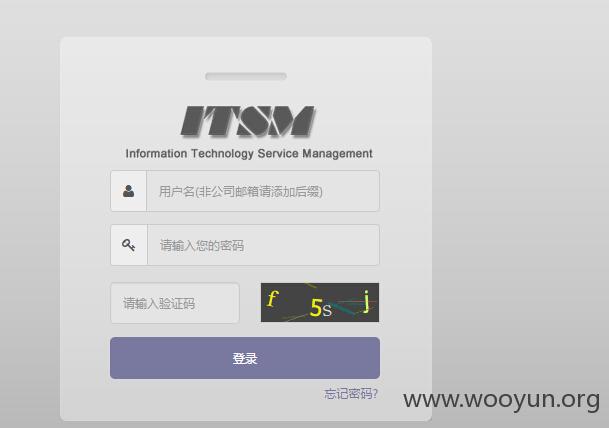 ITSM
Information Technology Service Management
用户名(非公司邮箱请添加后缀)
请输入您的密码
请输入验证码
f 5s j
登录
忘记密码?
www.wooyun.org